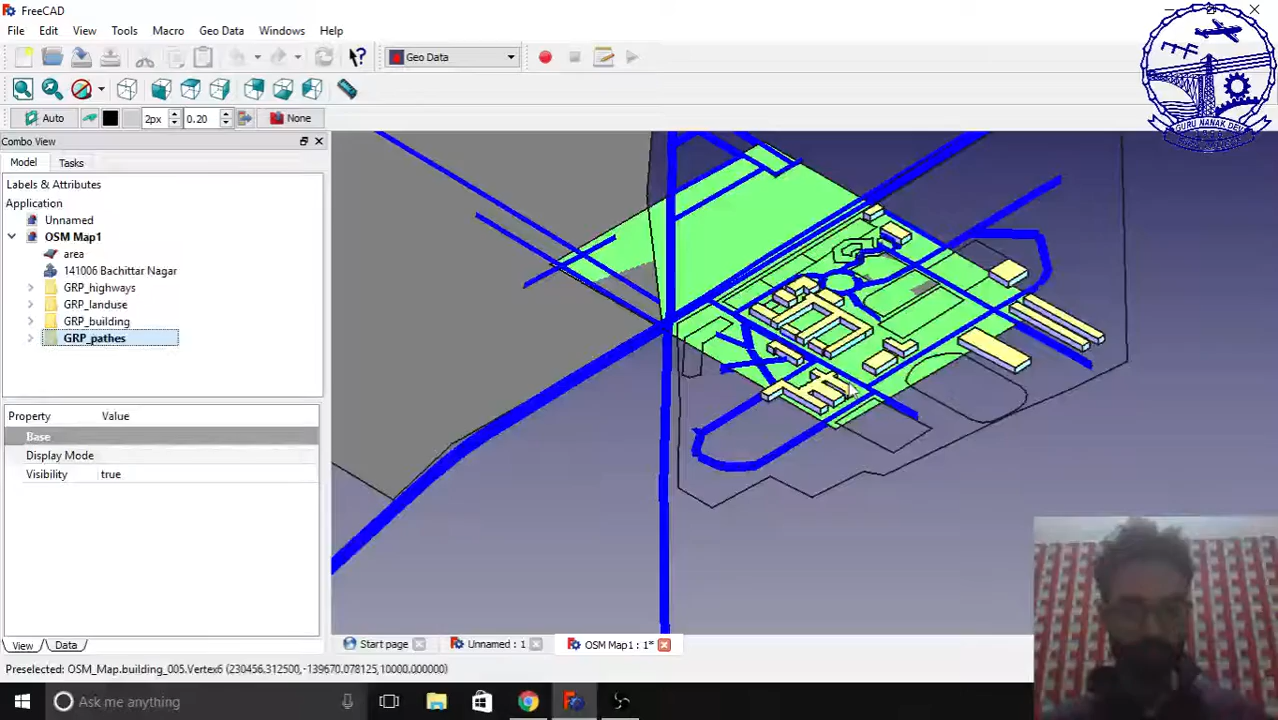 FreeCAD
File Edit View Tools Macro Geo Data Windows Help
Geo Data
Auto 2px 0.20 None
Combo View
Model Tasks
Labels & Attributes
Application
Unnamed
OSM Map1
area
141006 Bachittar Nagar
GRP_highways
GRP_landuse
GRP_building
GRP_pathes
Property Value
Base
Display Mode
Visibility true
View Data
Start page Unnamed : 1 OSM Map1 : 1*
Preselected: OSM_Map.building_005.Vertex6 (230456,312500,-139670.078125,10000,000000)
Ask me anything
GURU NANAK DEV